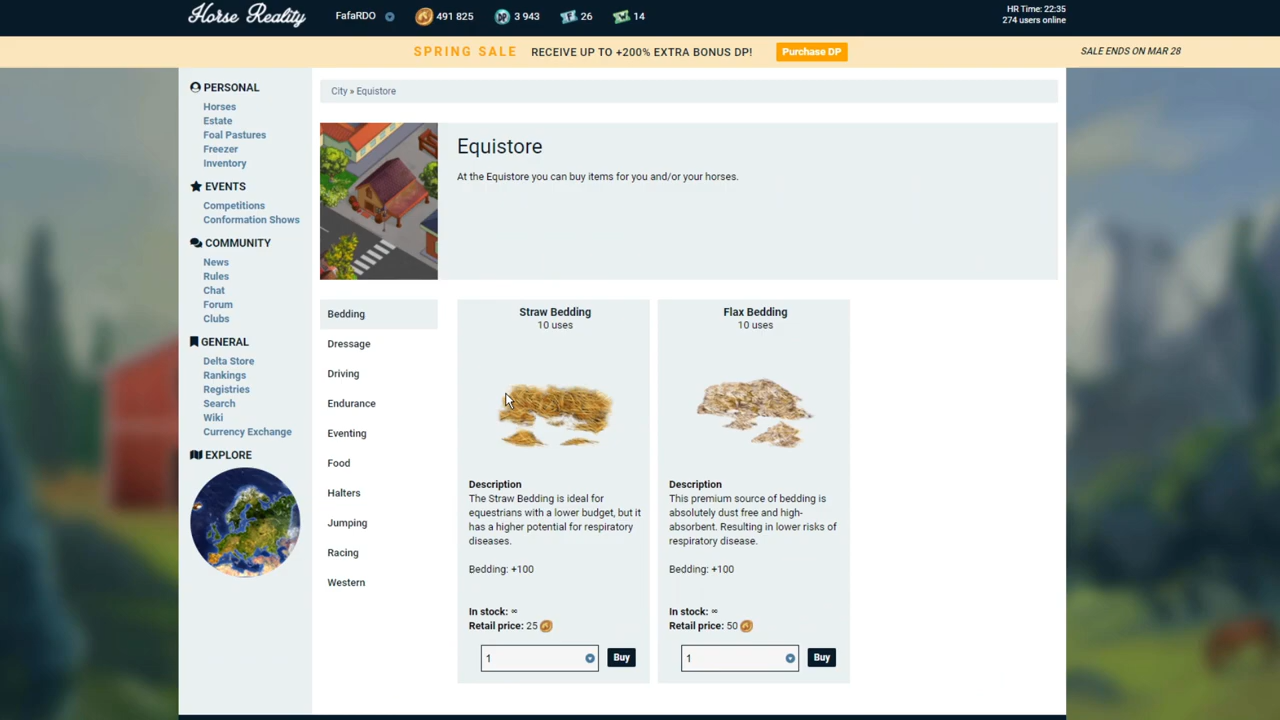 Horse Reality
FafaRDO
491 825
3 943
26
14
HR Time: 22:35
274 users online
SPRING SALE RECEIVE UP TO +200% EXTRA BONUS DP! Purchase DP
SALE ENDS ON MAR 28
PERSONAL
Horses
Estate
Foal Pastures
Freezer
Inventory
EVENTS
Competitions
Conformation Shows
COMMUNITY
News
Rules
Chat
Forum
Clubs
GENERAL
Delta Store
Rankings
Registries
Search
Wiki
Currency Exchange
EXPLORE
City » Equistore
Equistore
At the Equistore you can buy items for you and/or your horses.
Bedding
Dressage
Driving
Endurance
Eventing
Food
Halters
Jumping
Racing
Western
Straw Bedding
10 uses
Description
The Straw Bedding is ideal for
equestrians with a lower budget, but it
has a higher potential for respiratory
diseases.
Bedding: +100
In stock: ∞
Retail price: 25
1
Buy
Flax Bedding
10 uses
Description
This premium source of bedding is
absolutely dust free and high-
absorbent. Resulting in lower risks of
respiratory disease.
Bedding: +100
In stock: ∞
Retail price: 50
1
Buy